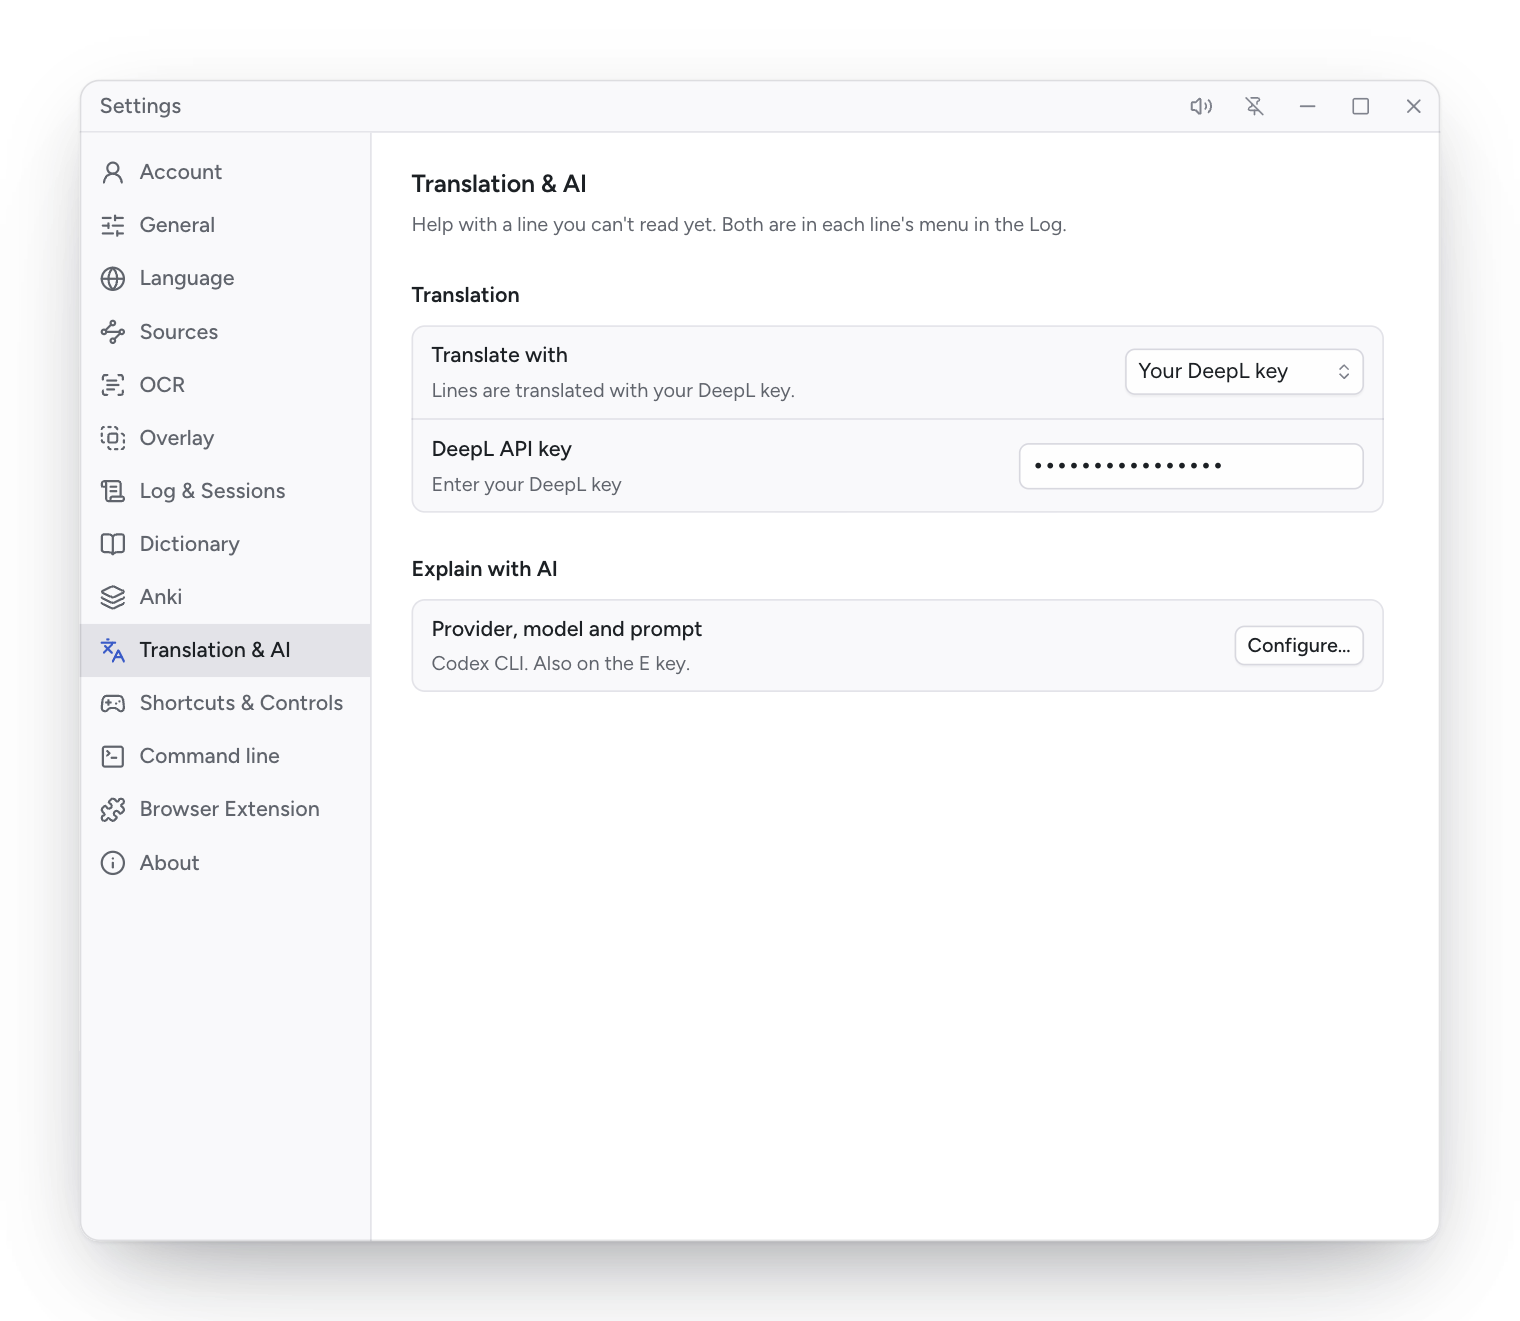 Settings
Account
General
Language
Sources
OCR
Overlay
Log & Sessions
Dictionary
Anki
Translation & AI
Shortcuts & Controls
Command line
Browser Extension
About
Translation & AI
Help with a line you can't read yet. Both are in each line's menu in the Log.
Translation
Translate with
Your DeepL key
Lines are translated with your DeepL key.
DeepL API key
••••••••••••••••
Enter your DeepL key
Explain with AI
Provider, model and prompt
Configure...
Codex CLI. Also on the E key.